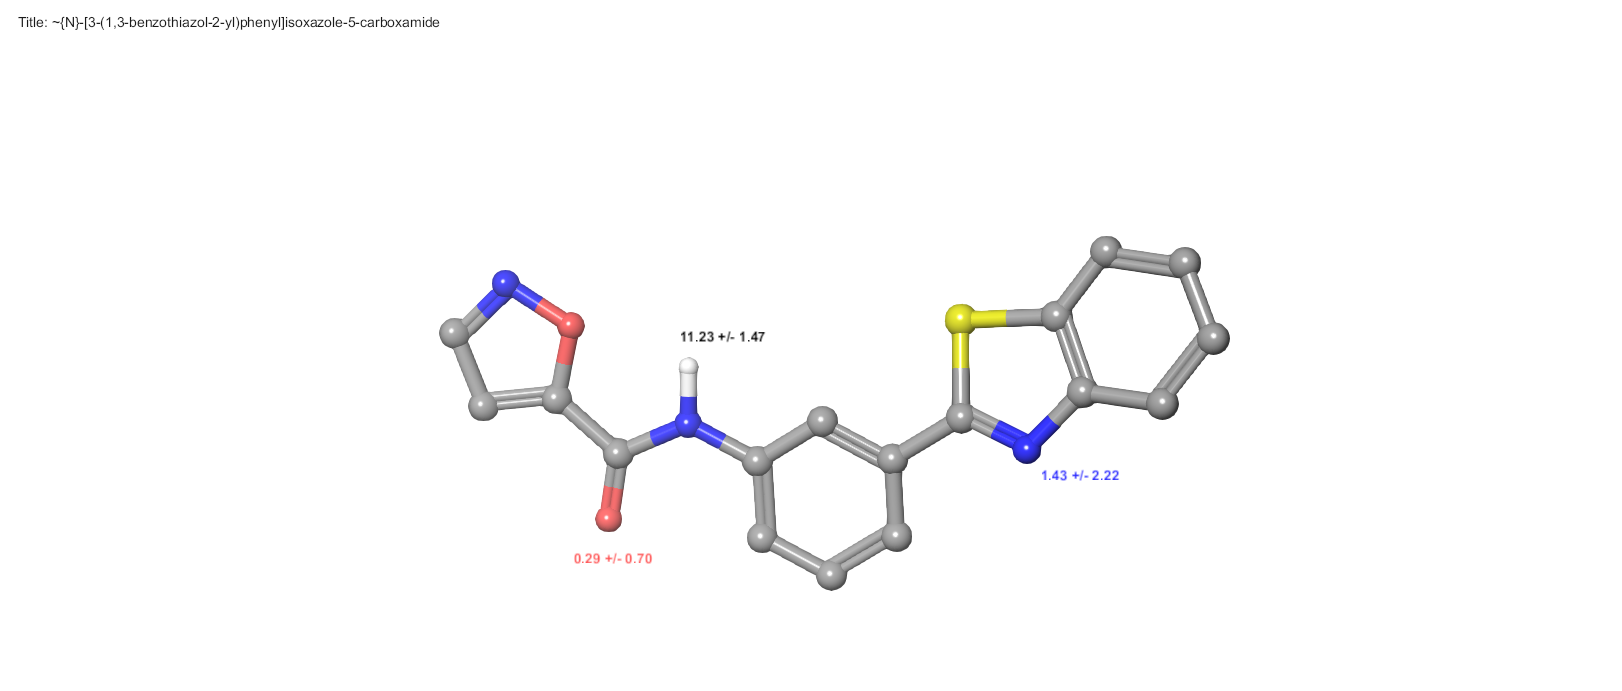 Title: ~{N}-[3-(1,3-benzothiazol-2-yl)phenyl]isoxazole-5-carboxamide
11.23 +/- 1.47
1.43 +/- 2.22
0.29 +/- 0.70